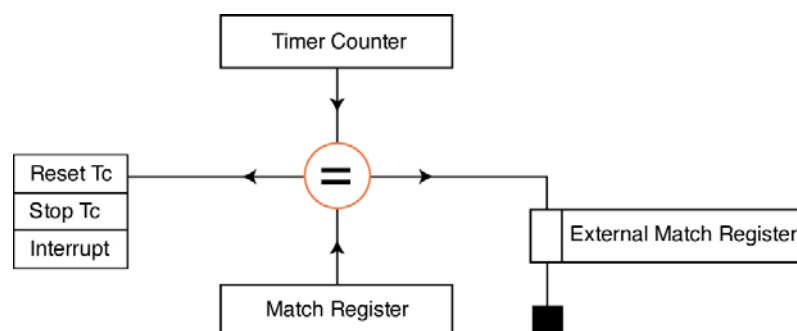 Timer Counter
Reset Tc
Stop Tc
Interrupt
=
External Match Register
Match Register